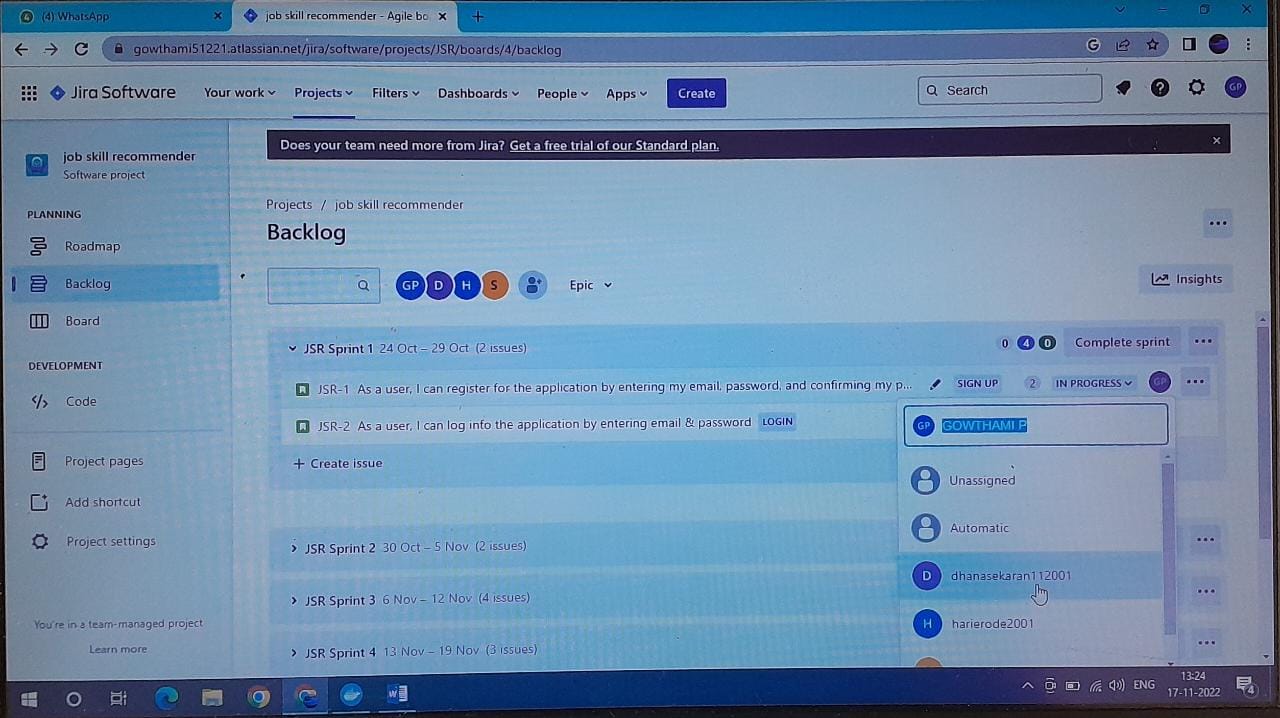 (4) WhatsApp
job skill recommender - Agile bo
gowthami51221.atlassian.net/jira/software/projects/JSR/boards/4/backlog
Jira Software Your work Projects Filters Dashboards People Apps Create Search GP
Does your team need more from Jira? Get a free trial of our Standard plan.
job skill recommender
Software project
PLANNING
Roadmap
Backlog
Board
DEVELOPMENT
Code
Project pages
Add shortcut
Project settings
You're in a team-managed project
Learn more
Projects / job skill recommender
Backlog
GP D H S Epic Insights
JSR Sprint 1 24 Oct – 29 Oct (2 issues) 0 4 0 Complete sprint
JSR-1 As a user, I can register for the application by entering my email, password, and confirming my p... SIGN UP 2 IN PROGRESS GP
JSR-2 As a user, I can log info the application by entering email & password LOGIN
GP GOWTHAMI P
Unassigned
Automatic
D dhanasekaran112001
H harierode2001
+ Create issue
JSR Sprint 2 30 Oct – 5 Nov (2 issues)
JSR Sprint 3 6 Nov – 12 Nov (4 issues)
JSR Sprint 4 13 Nov – 19 Nov (3 issues)
ENG 13:24
17-11-2022 4